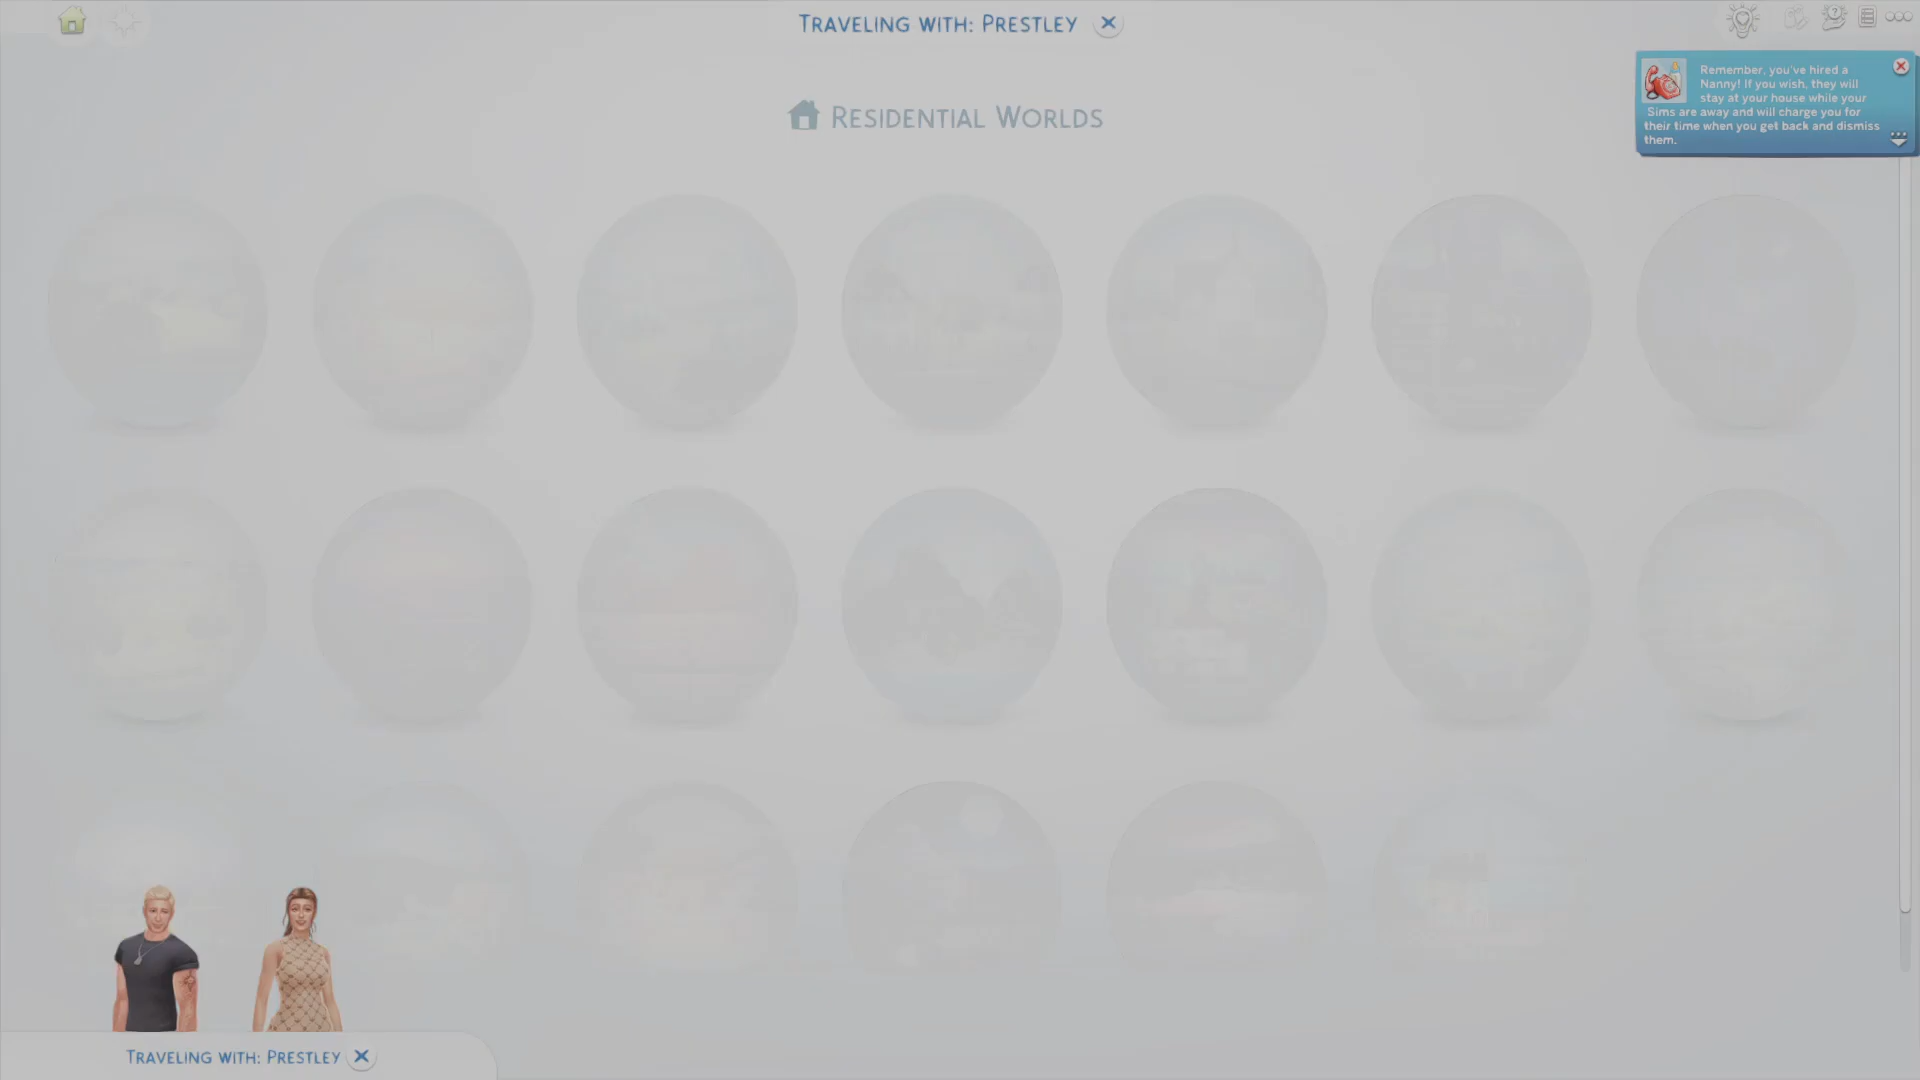 TRAVELING WITH: PRESTLEY
RESIDENTIAL WORLDS
Remember, you've hired a
Nanny! If you wish, they will
stay at your house while your
Sims are away and will charge you for
their time when you get back and dismiss
them.
TRAVELING WITH: PRESTLEY